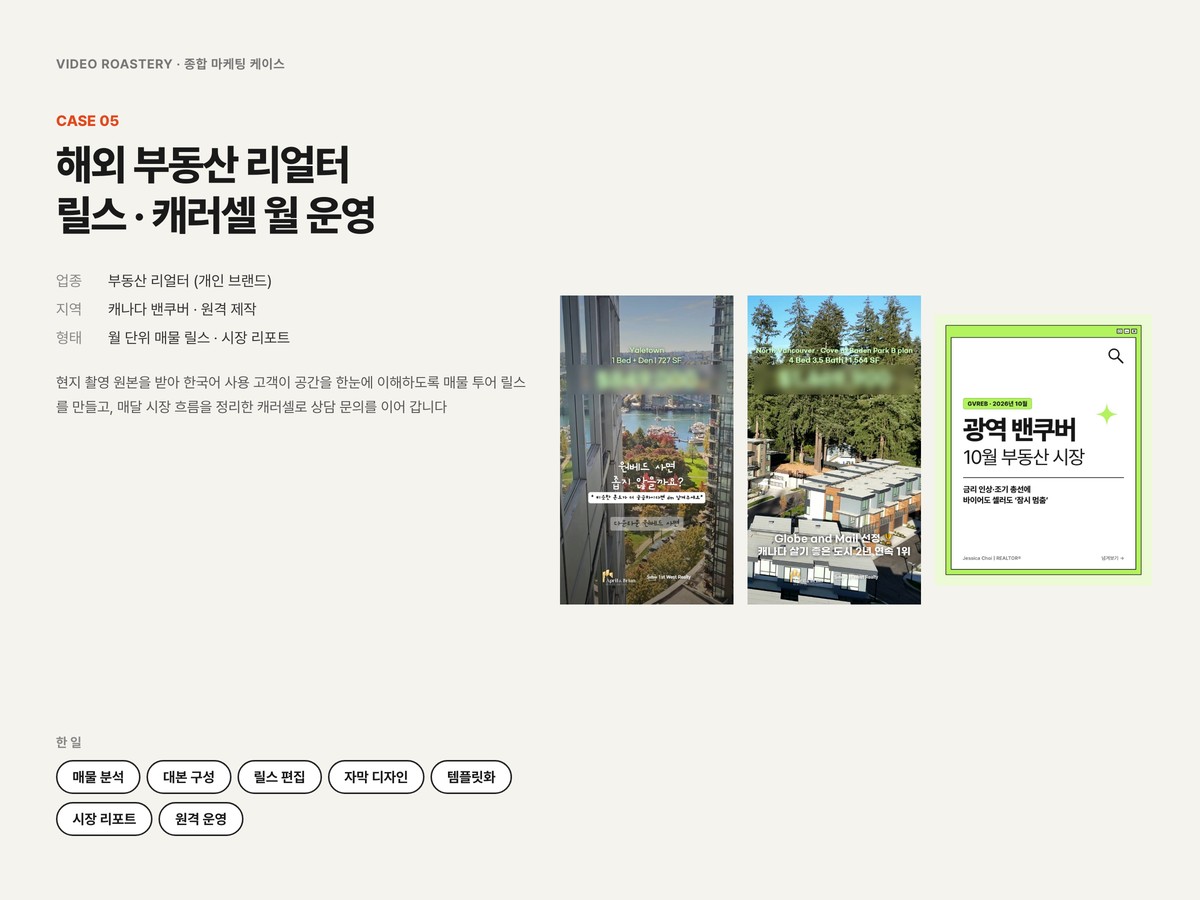 VIDEO ROASTERY · 종합 마케팅 케이스
CASE 05
해외 부동산 리얼터
릴스 · 캐러셀 월 운영
업종 부동산 리얼터 (개인 브랜드)
지역 캐나다 밴쿠버 · 원격 제작
형태 월 단위 매물 릴스 · 시장 리포트
현지 촬영 원본을 받아 한국어 사용 고객이 공간을 한눈에 이해하도록 매물 투어 릴스
를 만들고, 매달 시장 흐름을 정리한 캐러셀로 상담 문의를 이어 갑니다
Yaletown
1 Bed + Den | 727 SF
원베드 사면
좁지 않을까요?
다운타운 원베드 사면
North Vancouver · Cove at Raden Park B plan
4 Bed 3.5 Bath | 1,564 SF
Globe and Mail 선정
캐나다 살기 좋은 도시 2년 연속 1위
GVREB · 2026년 10월
광역 밴쿠버
10월 부동산 시장
금리 인상·조기 총선에
바이어도 셀러도 '잠시 멈춤'
Jessica Choi | REALTOR®
넘겨보기 →
한 일
매물 분석
대본 구성
릴스 편집
자막 디자인
템플릿화
시장 리포트
원격 운영